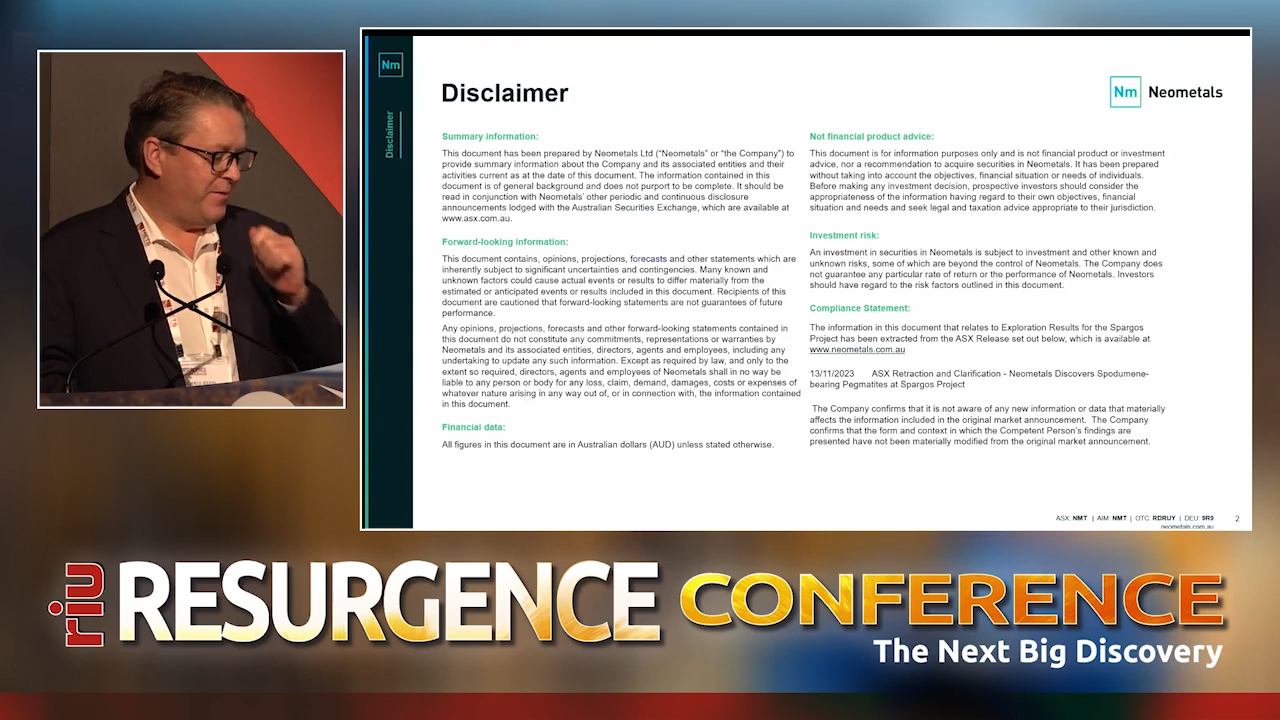 Nm
Disclaimer
Disclaimer
Nm Neometals
Summary information:
This document has been prepared by Neometals Ltd (“Neometals” or “the Company”) to
provide summary information about the Company and its associated entities and their
activities current as at the date of this document. The information contained in this
document is of general background and does not purport to be complete. It should be
read in conjunction with Neometals’ other periodic and continuous disclosure
announcements lodged with the Australian Securities Exchange, which are available at
www.asx.com.au.
Forward-looking information:
This document contains, opinions, projections, forecasts and other statements which are
inherently subject to significant uncertainties and contingencies. Many known and
unknown factors could cause actual events or results to differ materially from the
estimated or anticipated events or results included in this document. Recipients of this
document are cautioned that forward-looking statements are not guarantees of future
performance.
Any opinions, projections, forecasts and other forward-looking statements contained in
this document do not constitute any commitments, representations or warranties by
Neometals and its associated entities, directors, agents and employees, including any
undertaking to update any such information. Except as required by law, and only to the
extent so required, directors, agents and employees of Neometals shall in no way be
liable to any person or body for any loss, claim, demand, damages, costs or expenses of
whatever nature arising in any way out of, or in connection with, the information contained
in this document.
Financial data:
All figures in this document are in Australian dollars (AUD) unless stated otherwise.
Not financial product advice:
This document is for information purposes only and is not financial product or investment
advice, nor a recommendation to acquire securities in Neometals. It has been prepared
without taking into account the objectives, financial situation or needs of individuals.
Before making any investment decision, prospective investors should consider the
appropriateness of the information having regard to their own objectives, financial
situation and needs and seek legal and taxation advice appropriate to their jurisdiction.
Investment risk:
An investment in securities in Neometals is subject to investment and other known and
unknown risks, some of which are beyond the control of Neometals. The Company does
not guarantee any particular rate of return or the performance of Neometals. Investors
should have regard to the risk factors outlined in this document.
Compliance Statement:
The information in this document that relates to Exploration Results for the Spargos
Project has been extracted from the ASX Release set out below, which is available at
www.neometals.com.au
13/11/2023 ASX Retraction and Clarification - Neometals Discovers Spodumene-
bearing Pegmatites at Spargos Project
The Company confirms that it is not aware of any new information or data that materially
affects the information included in the original market announcement. The Company
confirms that the form and context in which the Competent Person's findings are
presented have not been materially modified from the original market announcement.
ASX: NMT | AIM: NMT | OTC: RDRUY | DEU: 9R9 2
neometals.com.au
riu RESURGENCE CONFERENCE
The Next Big Discovery